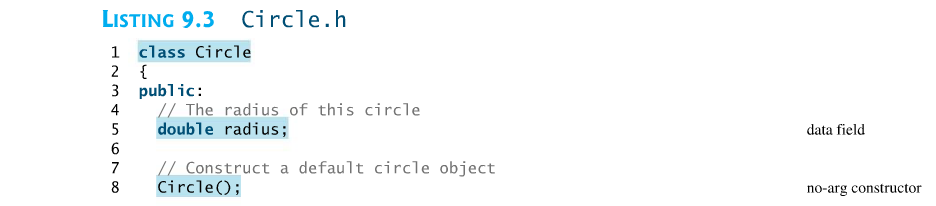 LISTING 9.3 Circle.h
1 class Circle
2 {
3 public:
4 // The radius of this circle
5 double radius; data field
6
7 // Construct a default circle object
8 Circle(); no-arg constructor